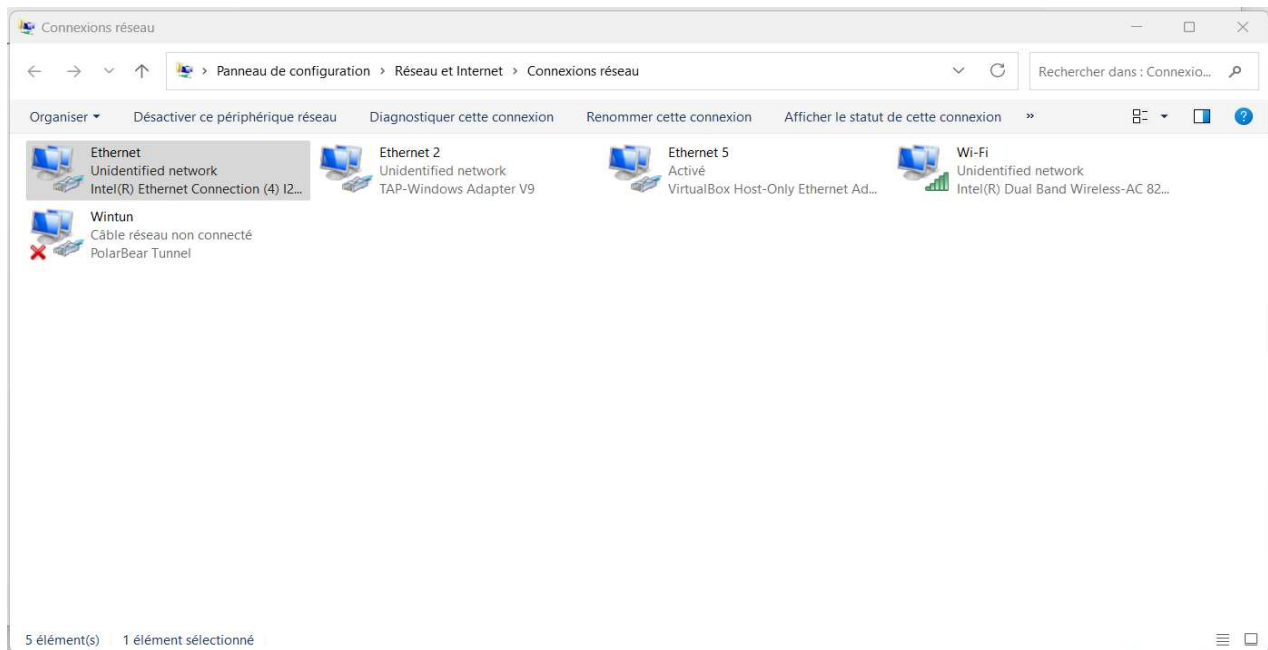 Connexions réseau
Panneau de configuration > Réseau et Internet > Connexions réseau
Rechercher dans : Connexio...
Organiser Désactiver ce périphérique réseau Diagnostiquer cette connexion Renommer cette connexion Afficher le statut de cette connexion »
Ethernet
Unidentified network
Intel(R) Ethernet Connection (4) I2...
Ethernet 2
Unidentified network
TAP-Windows Adapter V9
Ethernet 5
Activé
VirtualBox Host-Only Ethernet Ad...
Wi-Fi
Unidentified network
Intel(R) Dual Band Wireless-AC 82...
Wintun
Câble réseau non connecté
PolarBear Tunnel
5 élément(s) 1 élément sélectionné